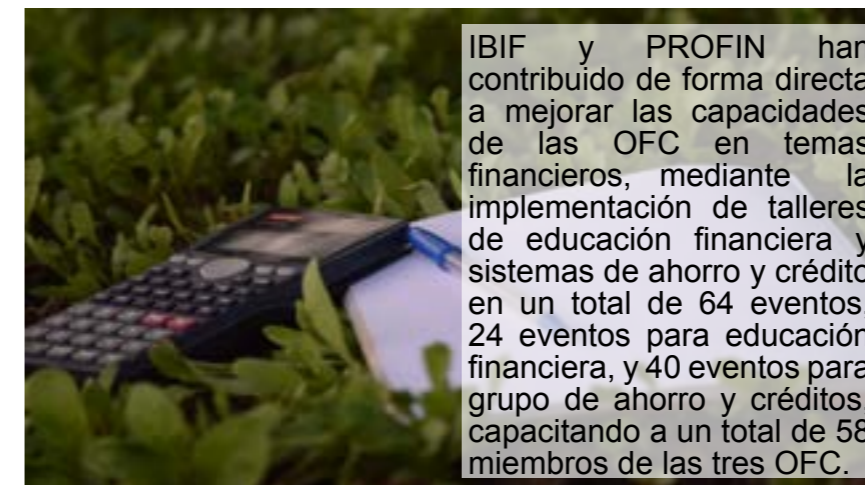 IBIF y PROFIN han
contribuido de forma directa
a mejorar las capacidades
de las OFC en temas
financieros, mediante la
implementación de talleres
de educación financiera y
sistemas de ahorro y crédito
en un total de 64 eventos.
24 eventos para educación
financiera, y 40 eventos para
grupo de ahorro y créditos
capacitando a un total de 58
miembros de las tres OFC.